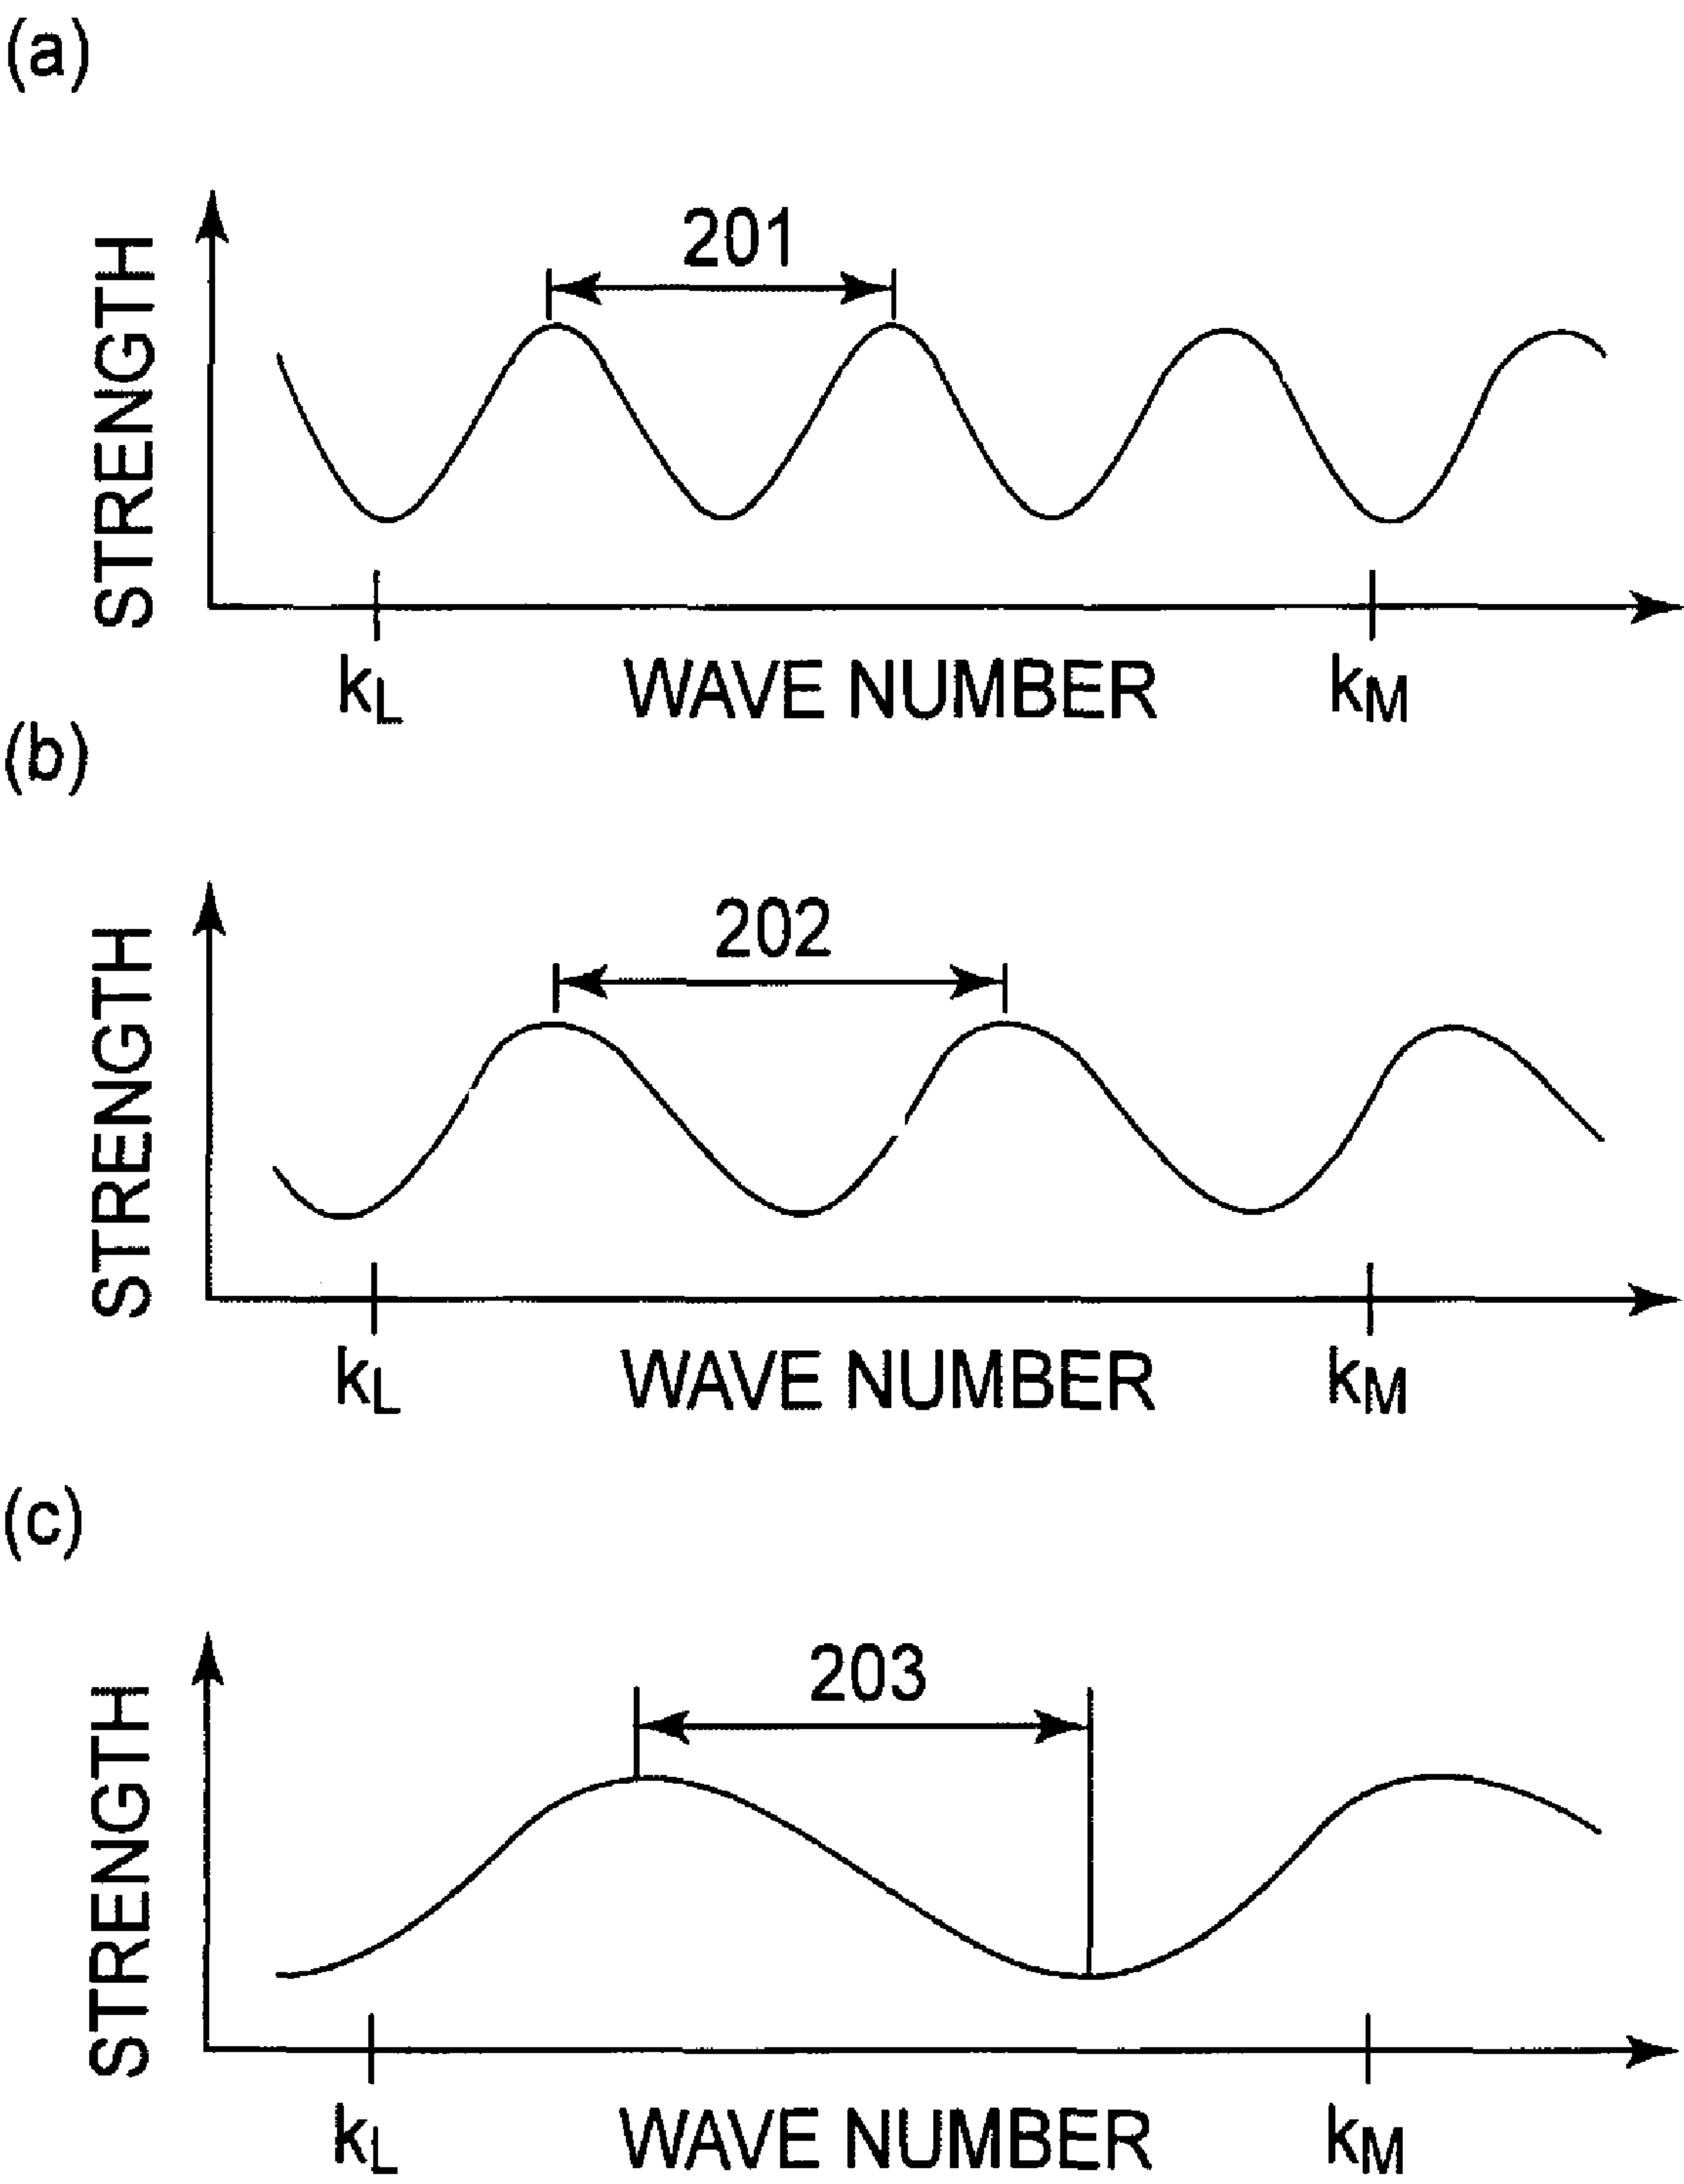 (a)
201
STRENGTH
kL WAVE NUMBER kM
(b)
202
STRENGTH
kL WAVE NUMBER kM
(c)
203
STRENGTH
kL WAVE NUMBER kM